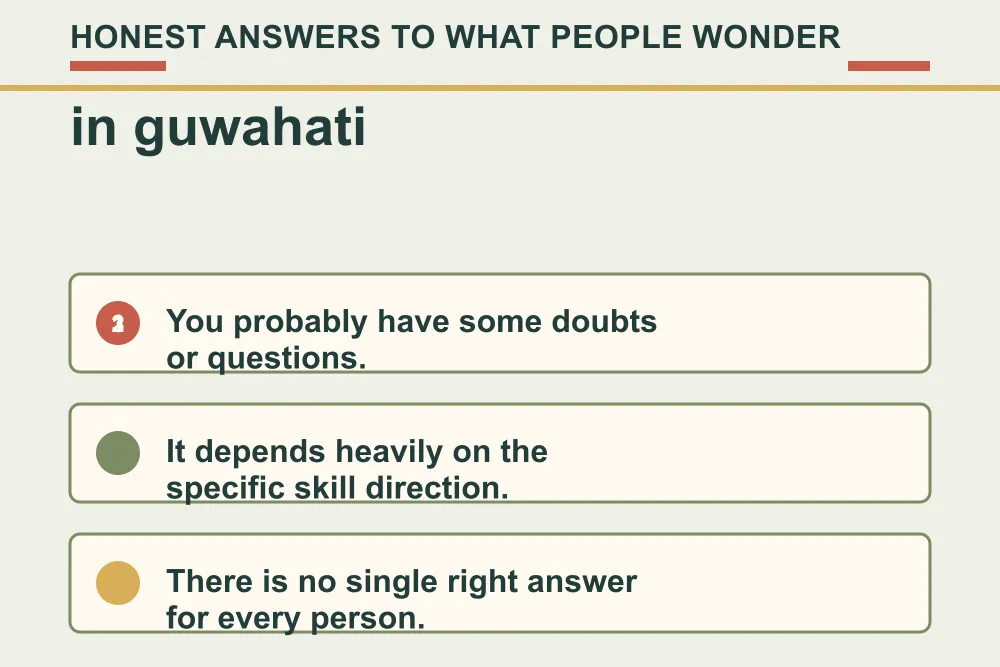 HONEST ANSWERS TO WHAT PEOPLE WONDER
in guwahati
You probably have some doubts
or questions.
It depends heavily on the
specific skill direction.
There is no single right answer
for every person.